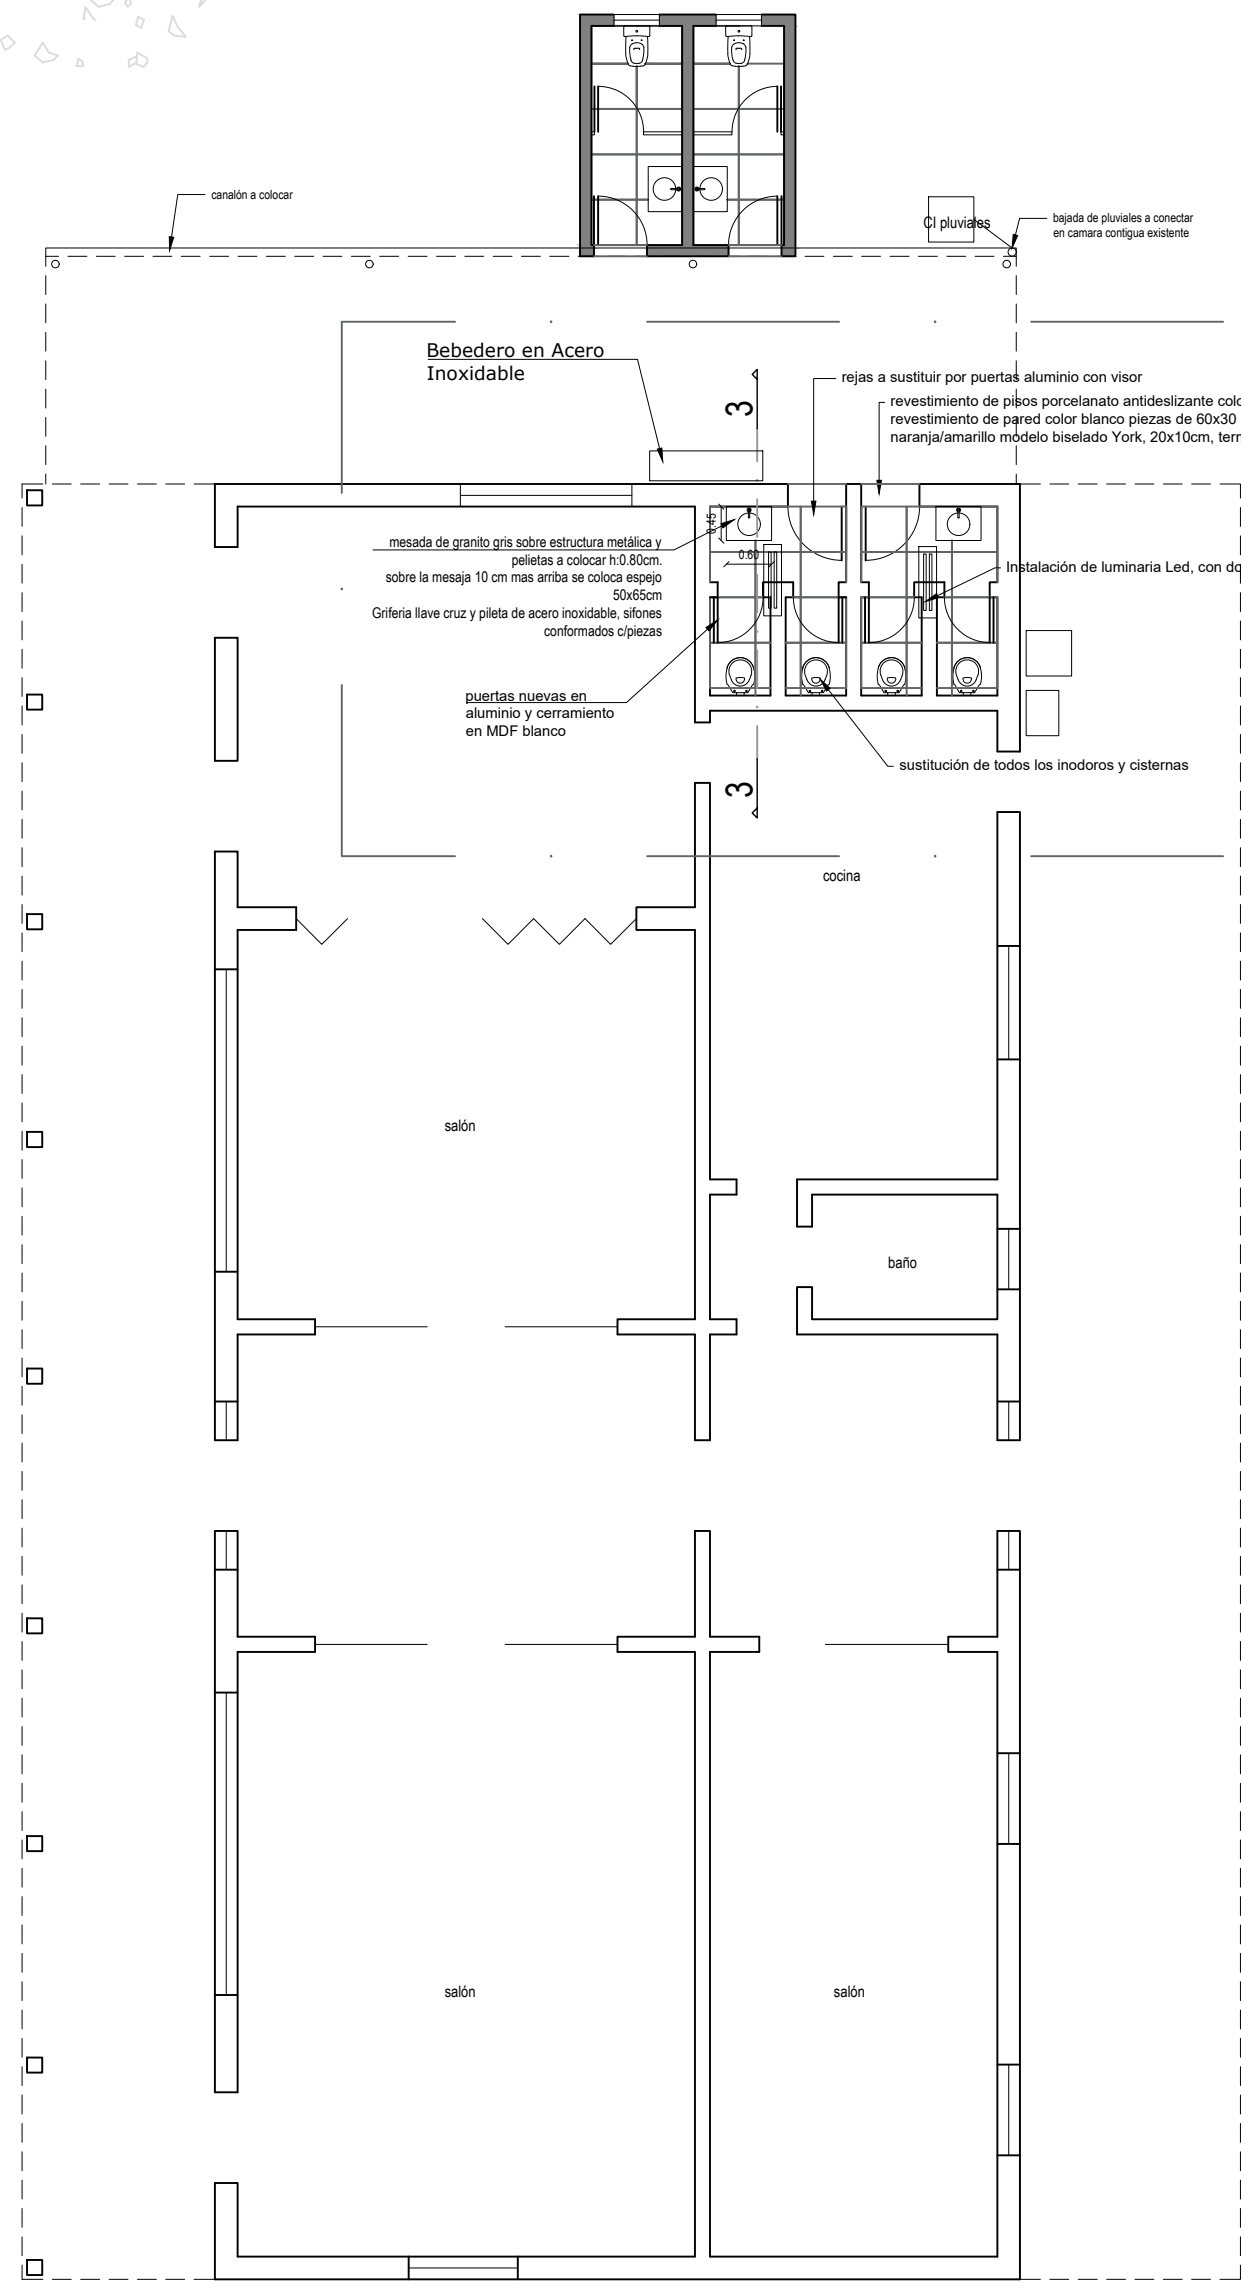 canalón a colocar
CI pluviales
bajada de pluviales a conectar
en camara contigua existente
Bebedero en Acero
Inoxidable
3
rejas a sustituir por puertas aluminio con visor
revestimiento de pisos porcelanato antideslizante colo
revestimiento de pared color blanco piezas de 60x30
naranja/amarillo modelo biselado York, 20x10cm, tern
mesada de granito gris sobre estructura metálica y
pelietas a colocar h:0.80cm.
sobre la mesaja 10 cm mas arriba se coloca espejo
50x65cm
Griferia llave cruz y pileta de acero inoxidable, sifones
conformados c/piezas
0.45
0.60
Instalación de luminaria Led, con do
puertas nuevas en
aluminio y cerramiento
en MDF blanco
sustitución de todos los inodoros y cisternas
3
cocina
salón
baño
salón
salón